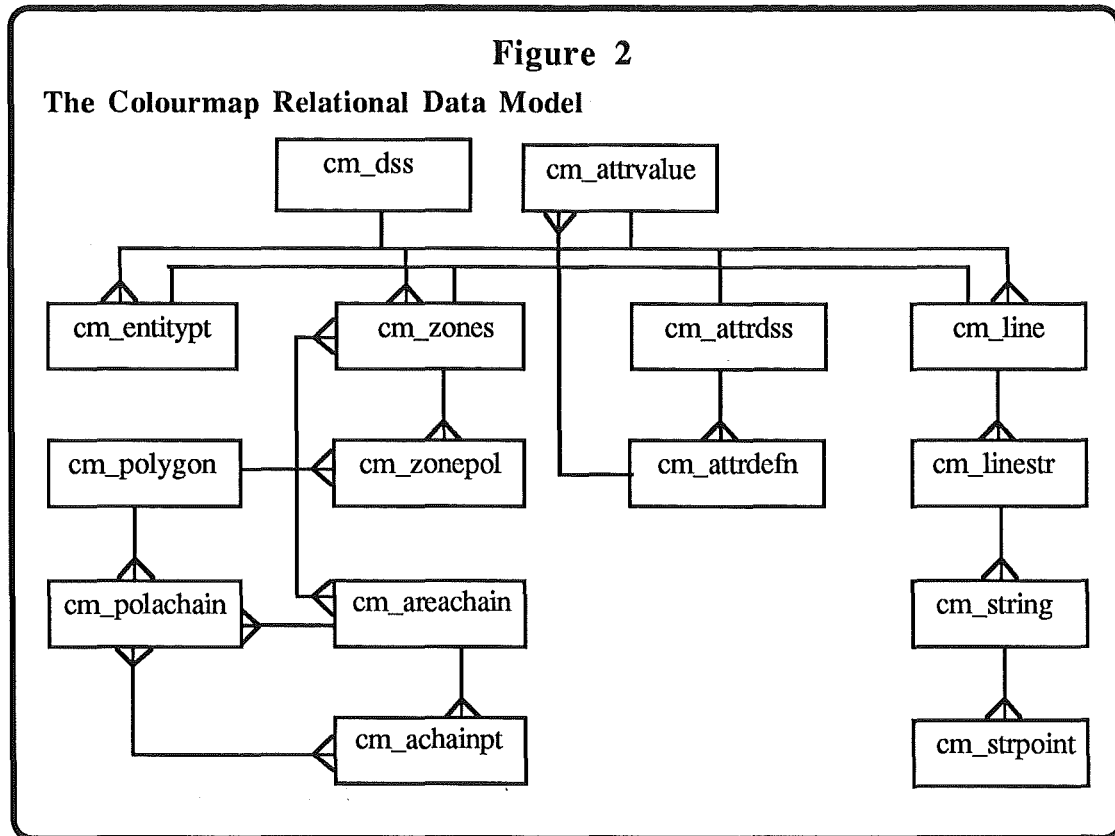 Figure 2
The Colourmap Relational Data Model
cm_dss
cm_attrvalue
cm_entitypt
cm_zones
cm_attrdss
cm_line
cm_polygon
cm_zonepol
cm_attrdefn
cm_linestr
cm_polachain
cm_areachain
cm_string
cm_achainpt
cm_strpoint